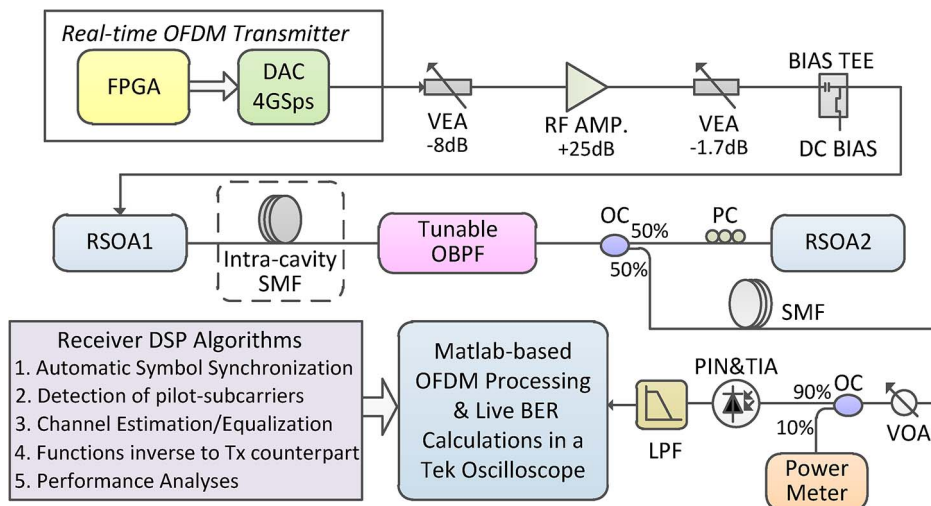 Real-time OFDM Transmitter
FPGA
DAC
4GSps
VEA
-8dB
RF AMP.
+25dB
VEA
-1.7dB
BIAS TEE
DC BIAS
RSOA1
Intra-cavity
SMF
Tunable
OBPF
OC
50%
50%
PC
RSOA2
SMF
Receiver DSP Algorithms
1. Automatic Symbol Synchronization
2. Detection of pilot-subcarriers
3. Channel Estimation/Equalization
4. Functions inverse to Tx counterpart
5. Performance Analyses
Matlab-based
OFDM Processing
& Live BER
Calculations in a
Tek Oscilloscope
LPF
PIN&TIA
90%
10%
OC
VOA
Power
Meter